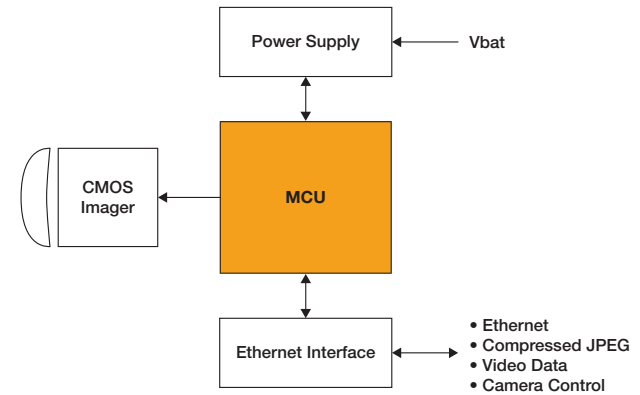 Power Supply
Vbat
CMOS
Imager
MCU
Ethernet Interface
• Ethernet
• Compressed JPEG
• Video Data
• Camera Control